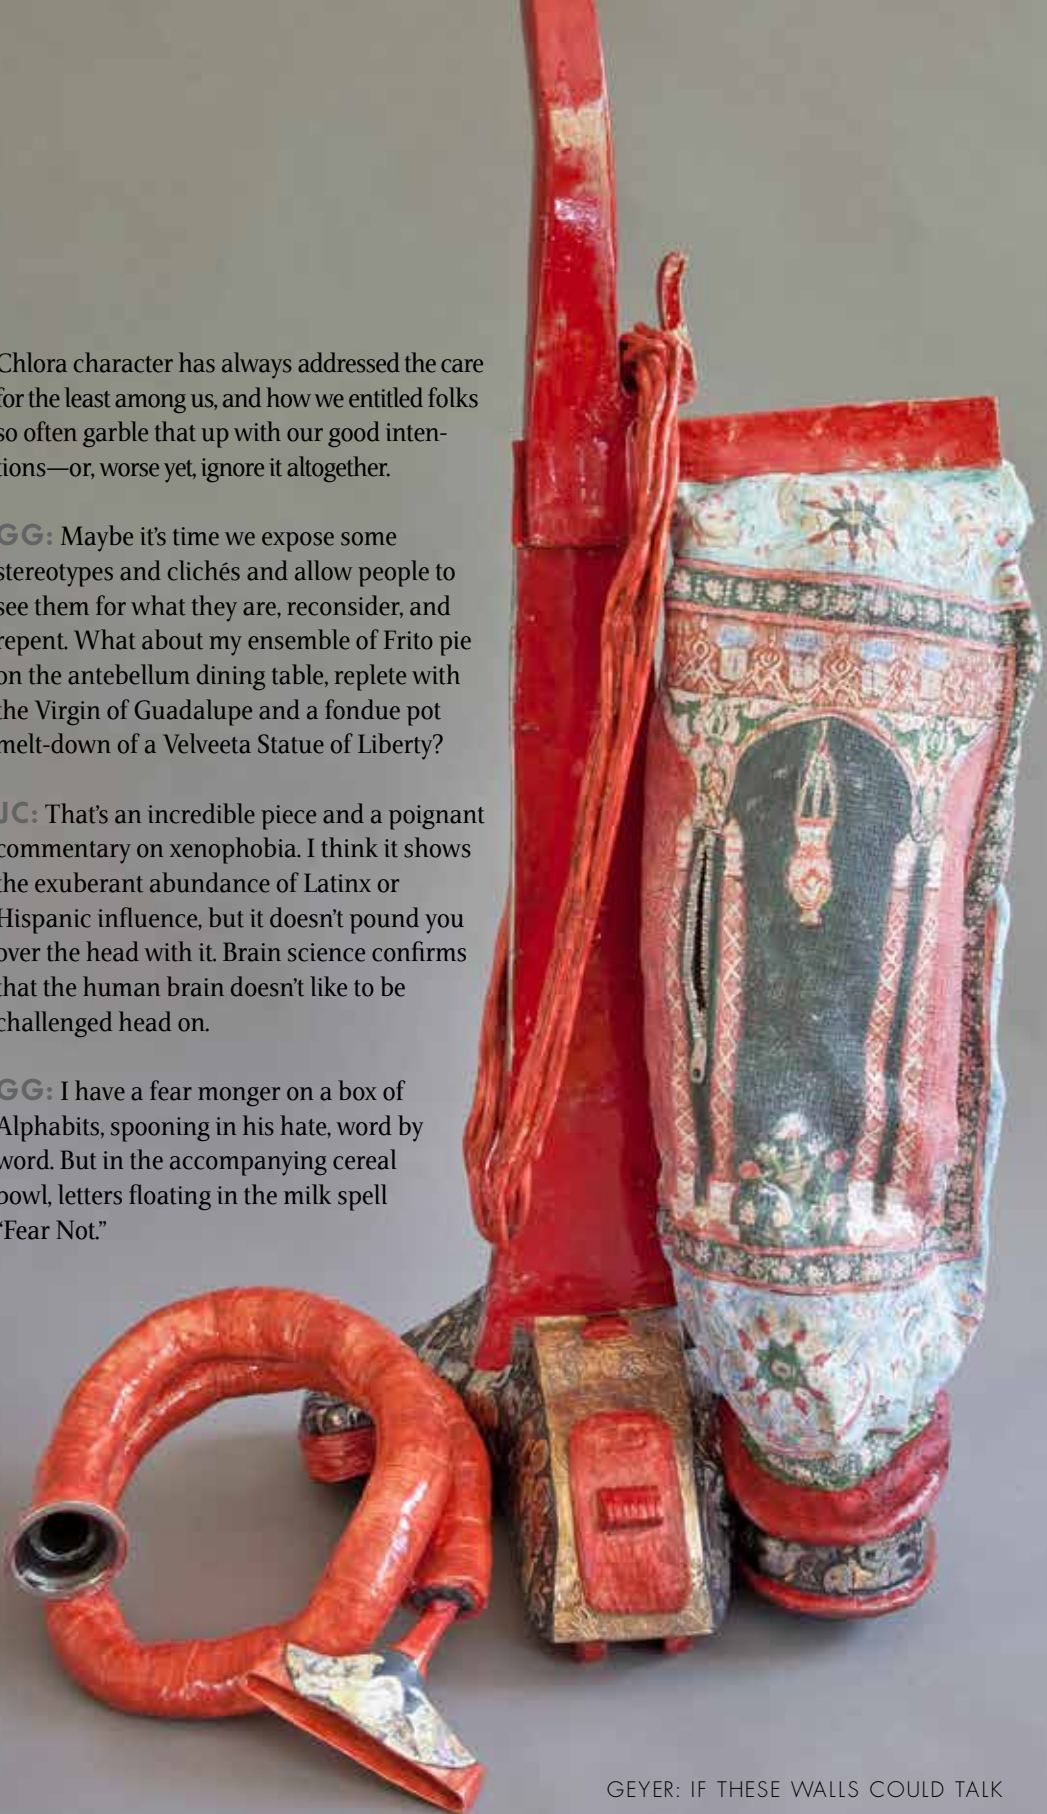 Chlora character has always addressed the care
for the least among us, and how we entitled folks
so often garble that up with our good inten-
tions—or, worse yet, ignore it altogether.
GG: Maybe it’s time we expose some
stereotypes and clichés and allow people to
see them for what they are, reconsider, and
repent. What about my ensemble of Frito pie
on the antebellum dining table, replete with
the Virgin of Guadalupe and a fondue pot
melt-down of a Velveeta Statue of Liberty?
JC: That’s an incredible piece and a poignant
commentary on xenophobia. I think it shows
the exuberant abundance of Latinx or
Hispanic influence, but it doesn’t pound you
over the head with it. Brain science confirms
that the human brain doesn’t like to be
challenged head on.
GG: I have a fear monger on a box of
Alphabits, spooning in his hate, word by
word. But in the accompanying cereal
bowl, letters floating in the milk spell
“Fear Not.”
GEYER: IF THESE WALLS COULD TALK